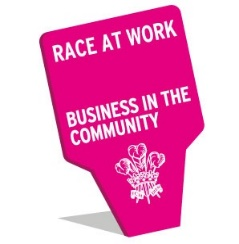 RACE AT WORK
BUSINESS IN THE
COMMUNITY